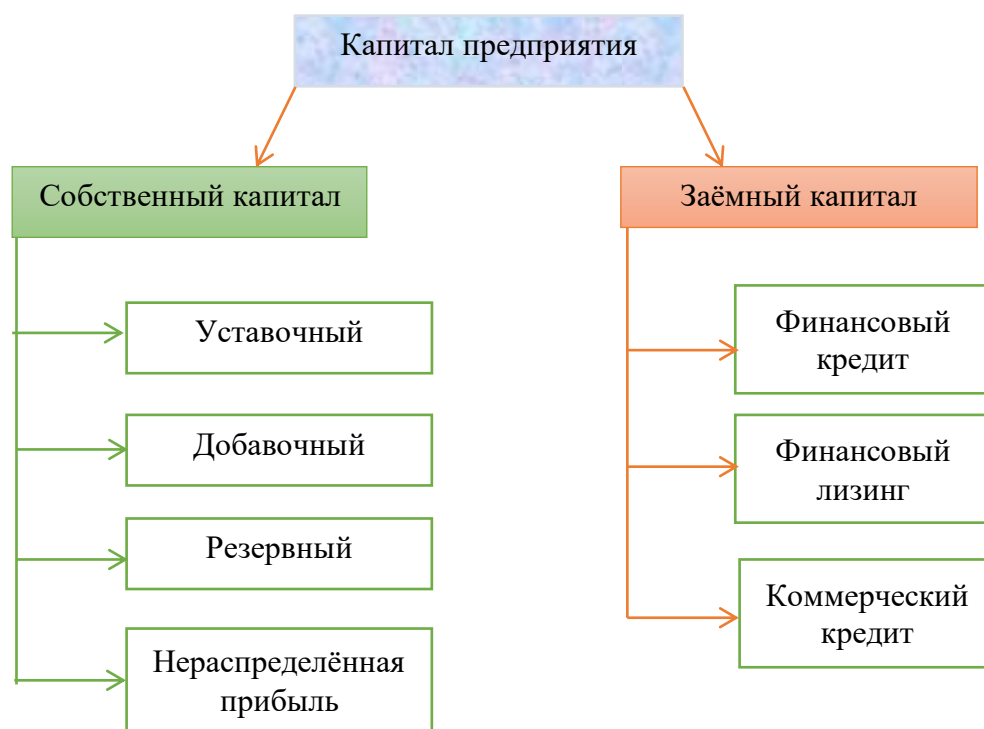 Капитал предприятия
Собственный капитал
Заёмный капитал
Уставочный
Добавочный
Резервный
Нераспределённая
прибыль
Финансовый
кредит
Финансовый
лизинг
Коммерческий
кредит